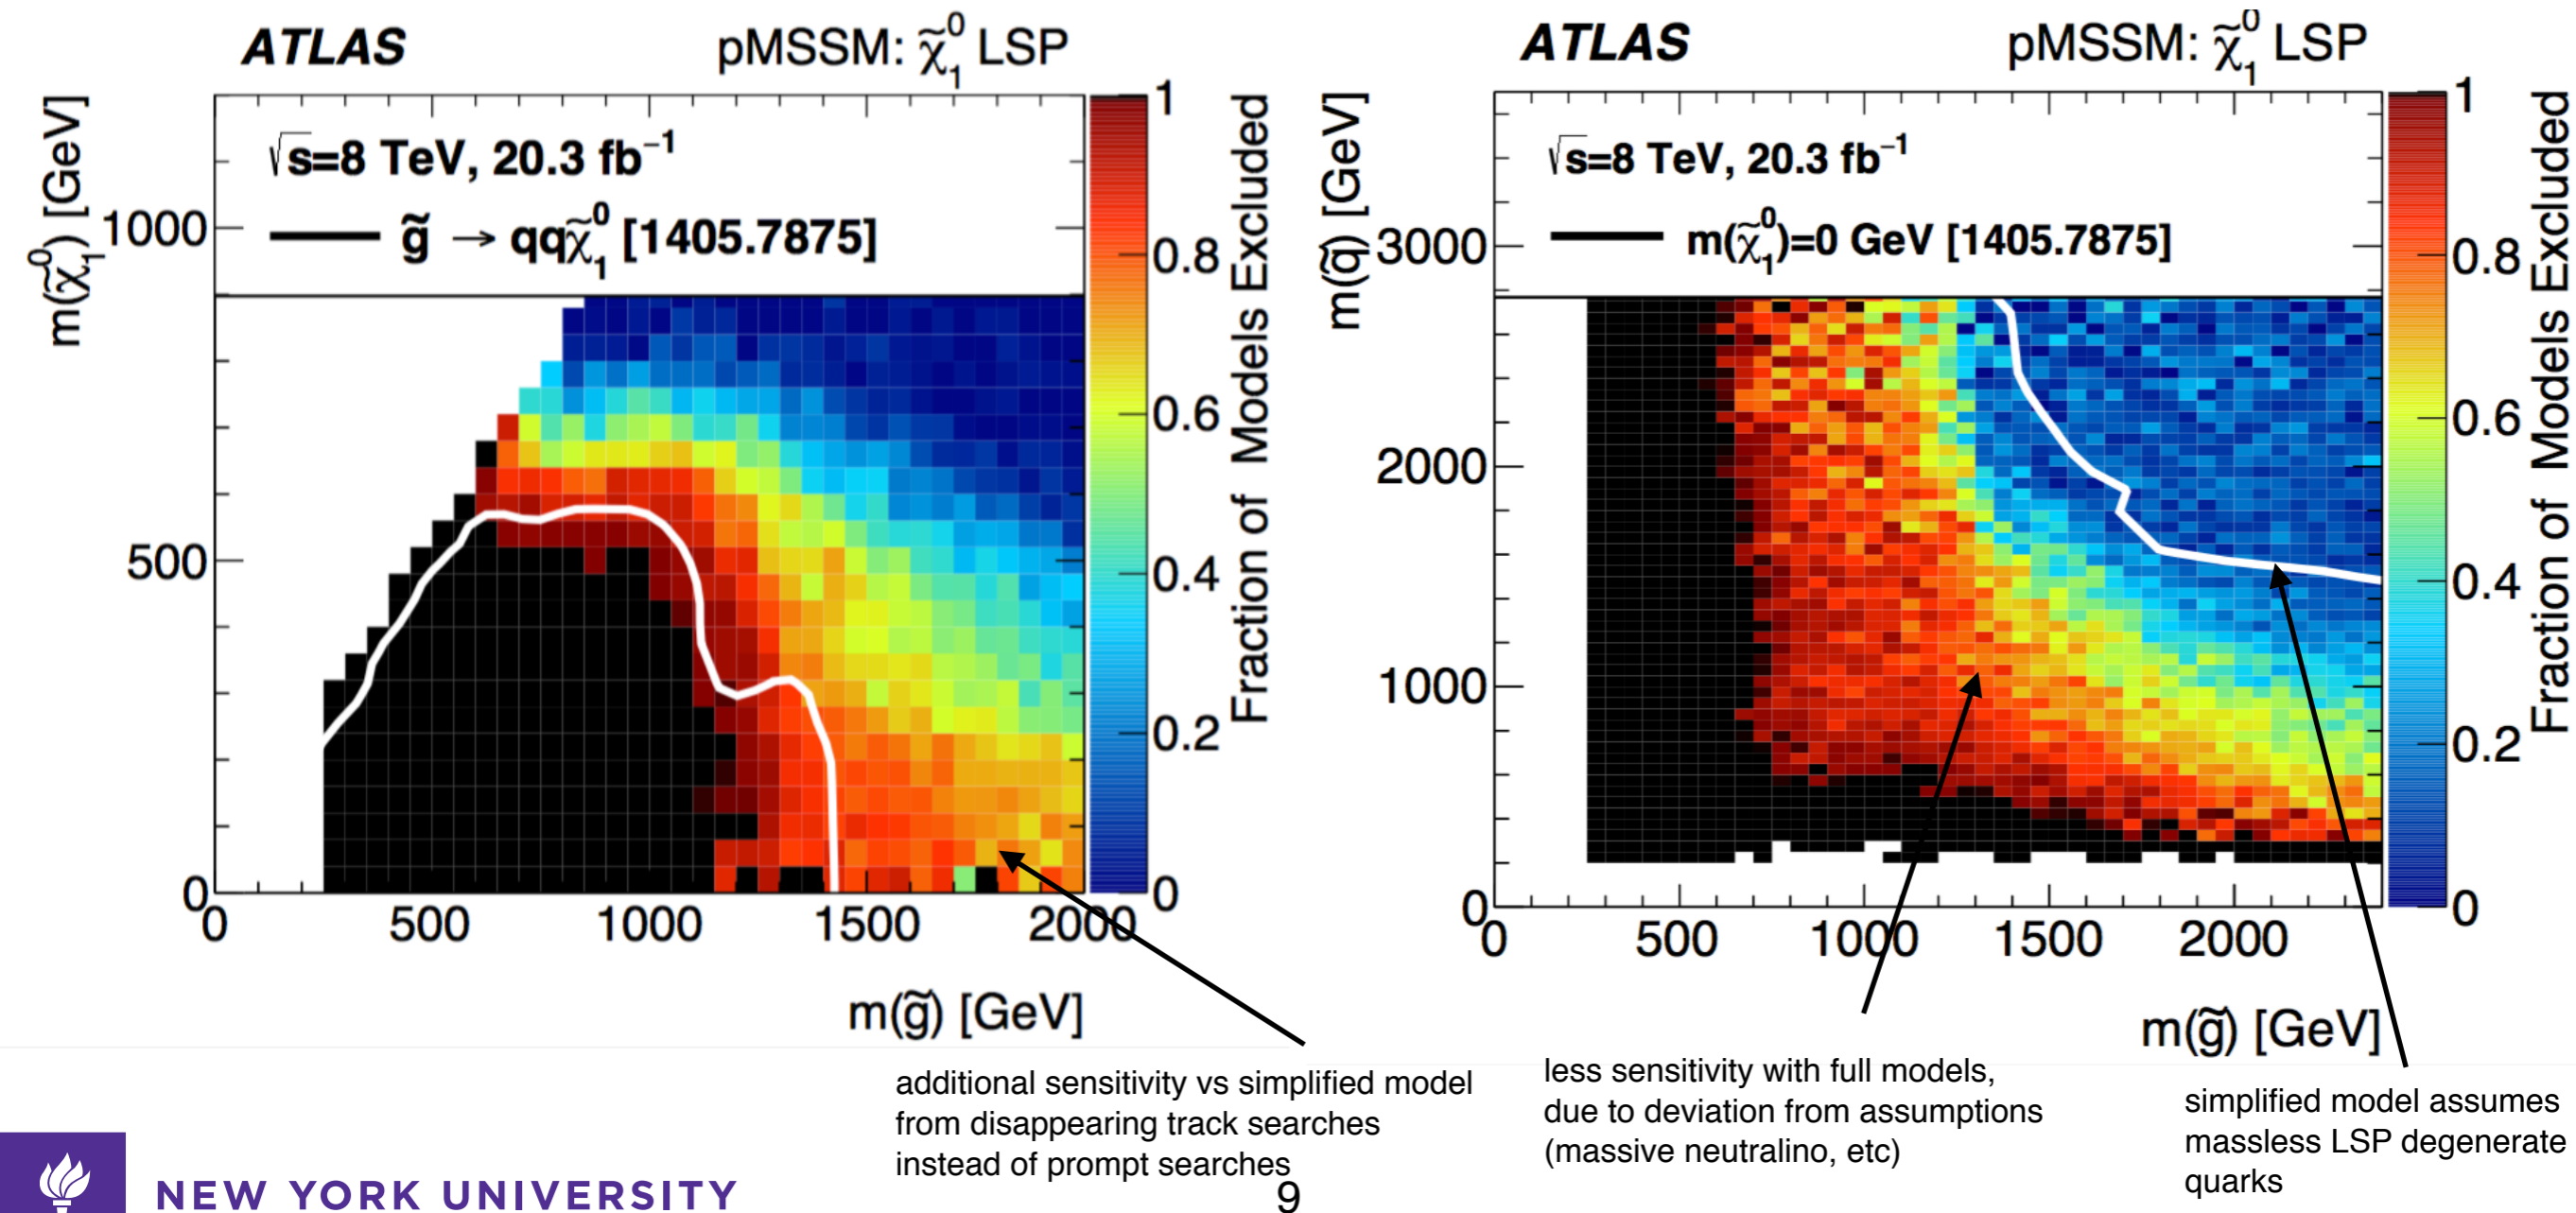 ATLAS pMSSM: χ̃₁⁰ LSP
√s=8 TeV, 20.3 fb⁻¹
g̃ → qqχ̃₁⁰ [1405.7875]
m(χ̃₁⁰) [GeV]
1000
500
0
0 500 1000 1500 2000
m(g̃) [GeV]
1
0.8
0.6
0.4
0.2
0
Fraction of Models Excluded
ATLAS pMSSM: χ̃₁⁰ LSP
√s=8 TeV, 20.3 fb⁻¹
m(χ̃₁⁰)=0 GeV [1405.7875]
m(q̃) [GeV]
3000
2000
1000
0
0 500 1000 1500 2000
m(g̃) [GeV]
1
0.8
0.6
0.4
0.2
0
Fraction of Models Excluded
additional sensitivity vs simplified model
from disappearing track searches
instead of prompt searches
less sensitivity with full models,
due to deviation from assumptions
(massive neutralino, etc)
simplified model assumes
massless LSP degenerate
quarks
NEW YORK UNIVERSITY
9